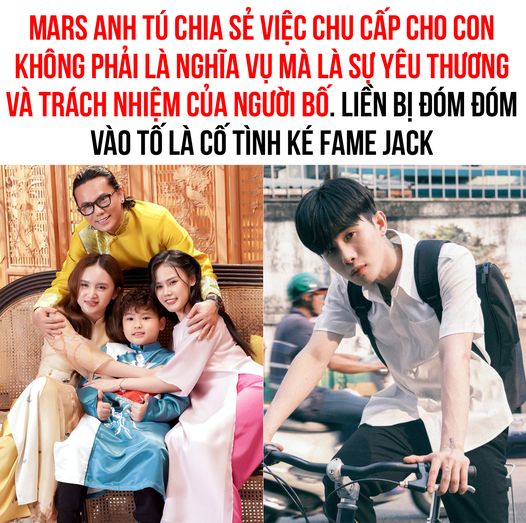 MARS ANH TÚ CHIA SẺ VIỆC CHU CẤP CHO CON
KHÔNG PHẢI LÀ NGHĨA VỤ MÀ LÀ SỰ YÊU THƯƠNG
VÀ TRÁCH NHIỆM CỦA NGƯỜI BỐ. LIỀN BỊ ĐÓM ĐÓM
VÀO TỐ LÀ CỐ TÌNH KÉ FAME JACK